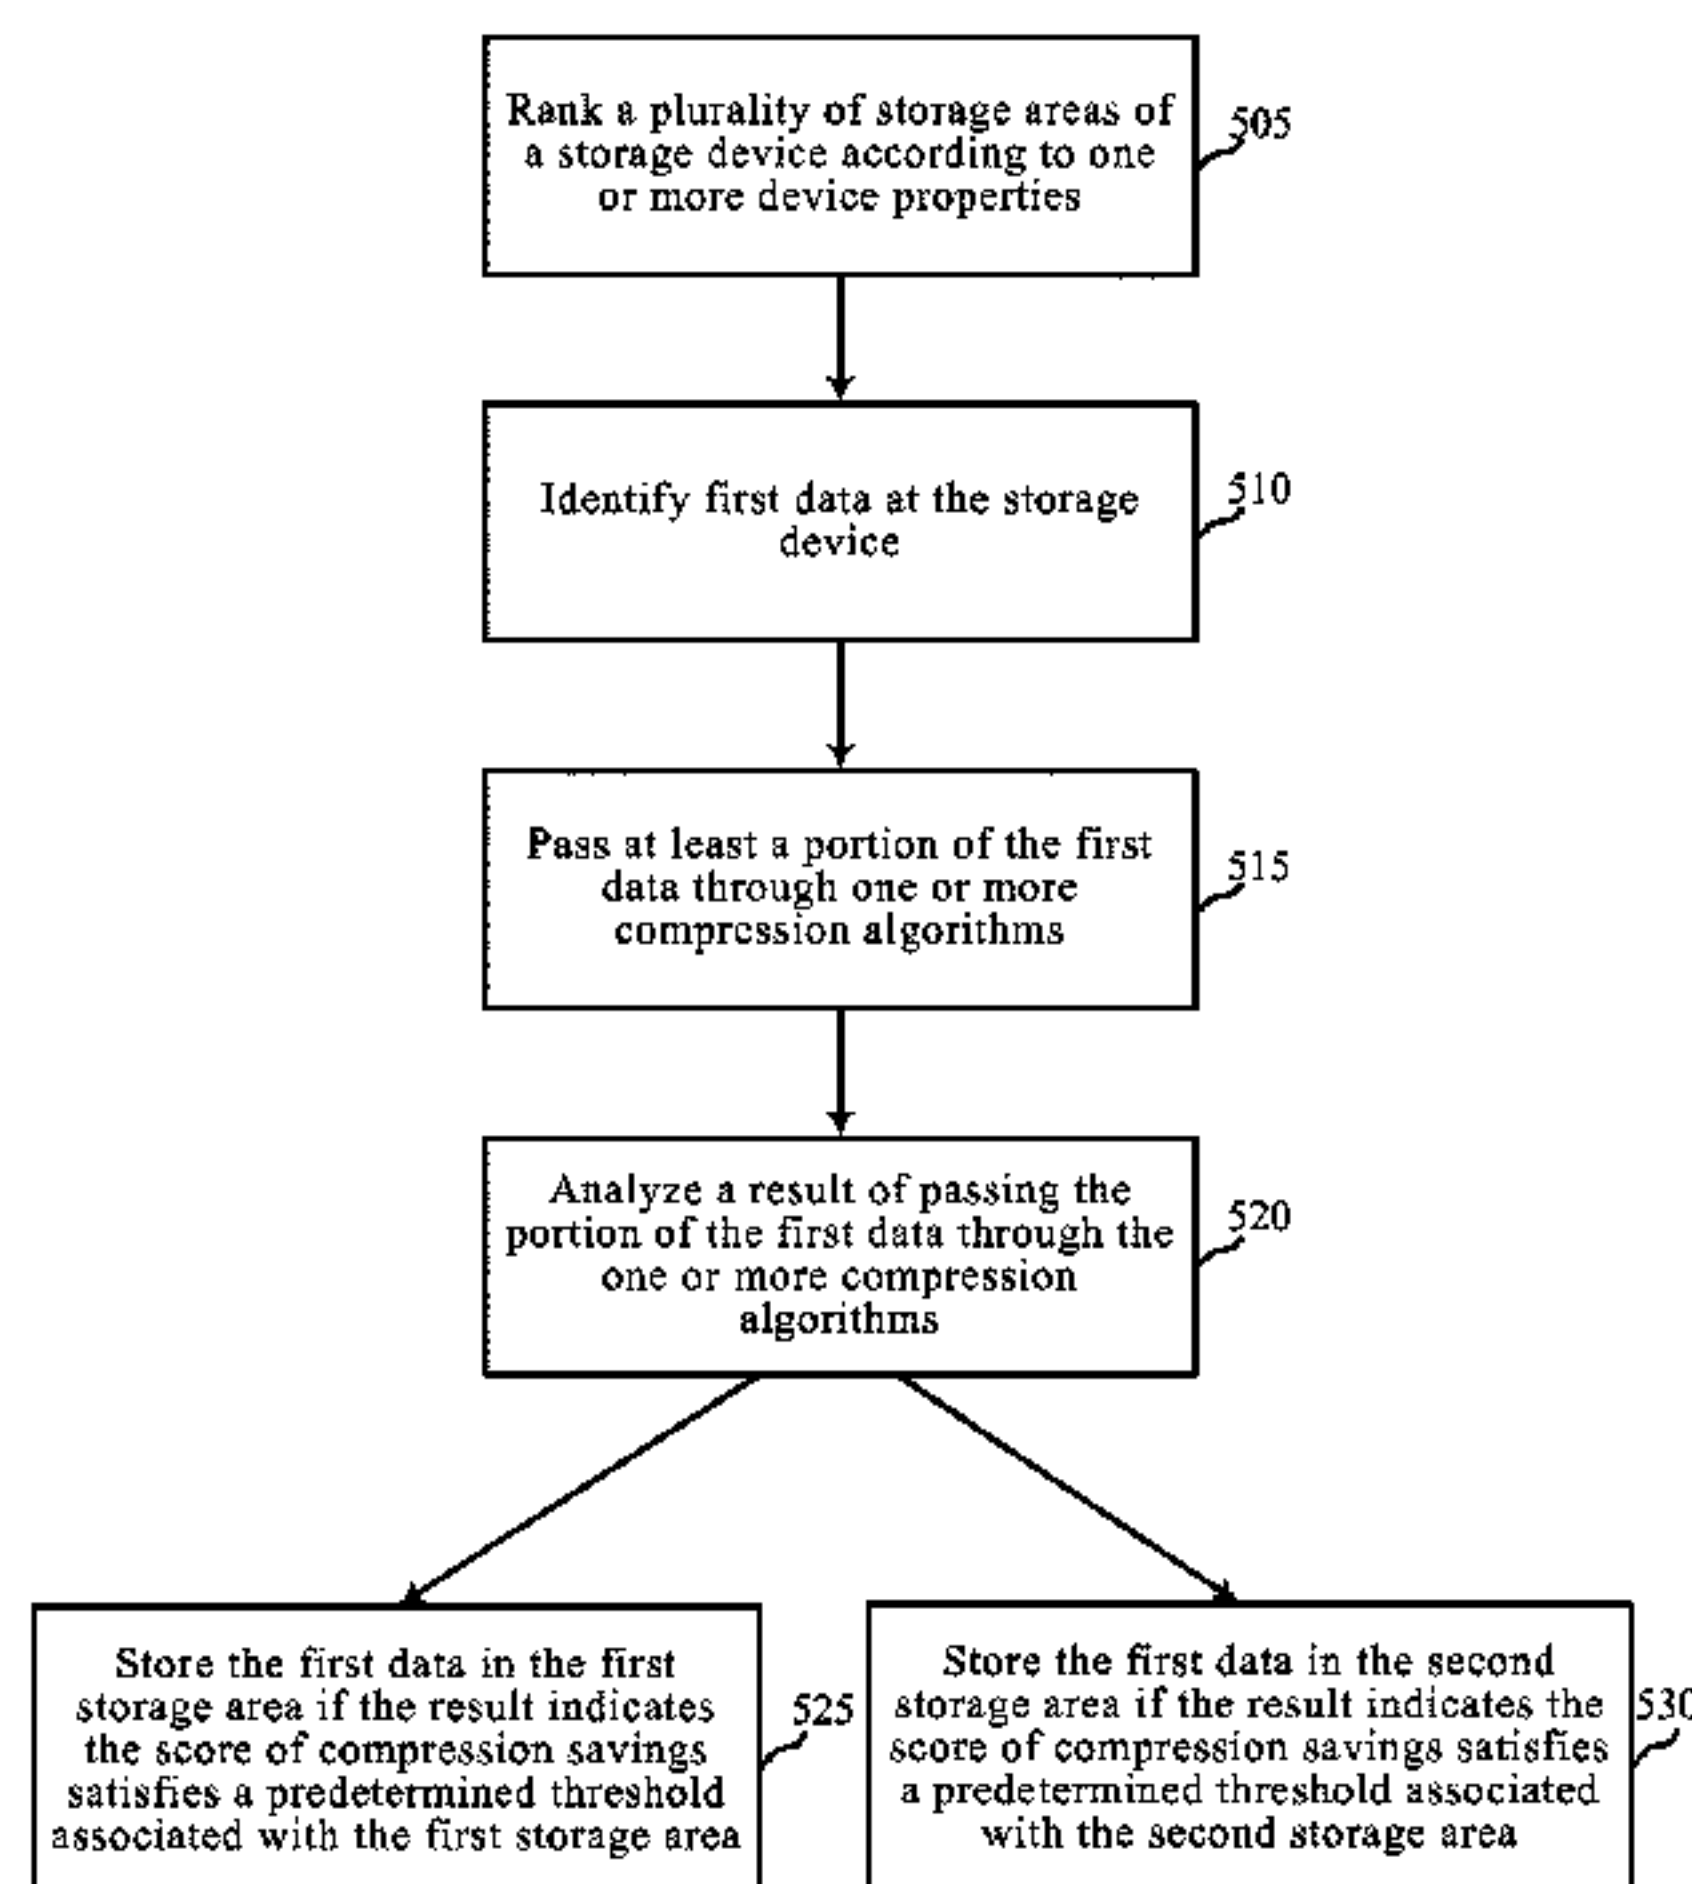 Rank a plurality of storage areas of
a storage device according to one
or more device properties
505
Identify first data at the storage
device
510
Pass at least a portion of the first
data through one or more
compression algorithms
515
Analyze a result of passing the
portion of the first data through the
one or more compression
algorithms
520
Store the first data in the first
storage area if the result indicates
the score of compression savings
satisfies a predetermined threshold
associated with the first storage area
525
Store the first data in the second
storage area if the result indicates the
score of compression savings satisfies
a predetermined threshold associated
with the second storage area
530